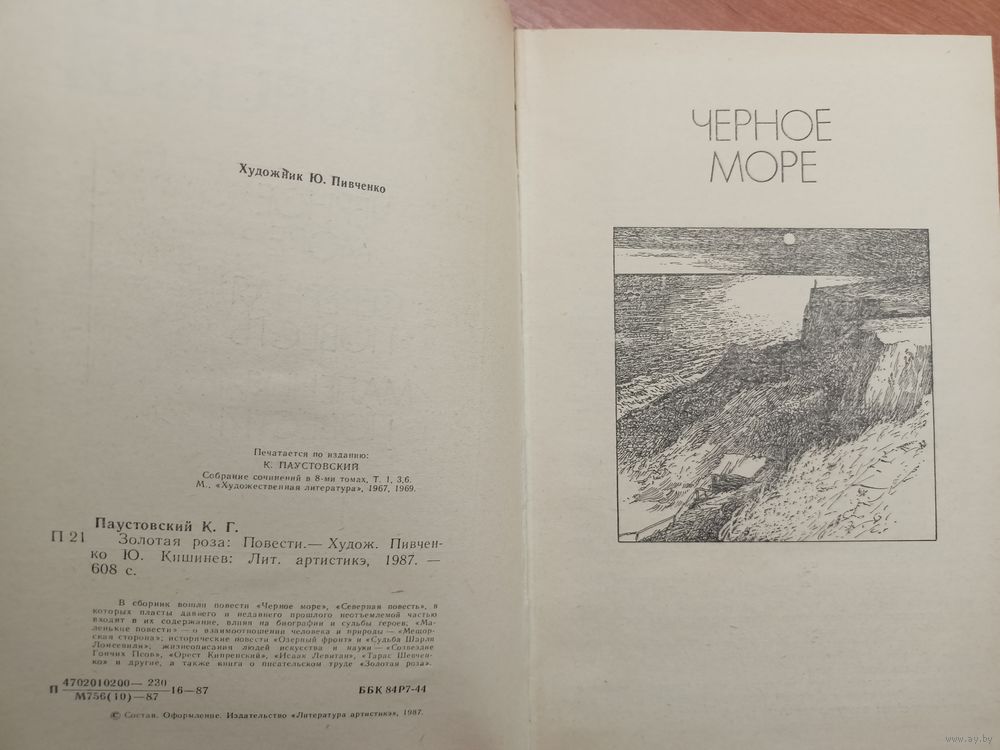 Художник Ю. Пивченко
Печатается по изданию:
К. ПАУСТОВСКИЙ
Собрание сочинений в 8-ми томах, Т. 1, 3,6.
М., «Художественная литература», 1967, 1969.
Паустовский К. Г.
П 21
Золотая роза: Повести.— Худож. Пивчен-
ко Ю. Кишинев: Лит. артистикэ, 1987. —
608 с.
В сборник вошли повести «Черное море», «Северная повесть», в
которых пласты давнего и недавнего прошлого неотъемлемой частью
входит в их содержание, влияя на биографии и судьбы героев; «Ма-
ленькие повести» — о взаимоотношении человека и природы — «Мещор-
ская сторона»; исторические повести «Озерный фронт» и «Судьба Шарля
Лонсевиля», жизнеописания людей искусства и науки — «Созвездие
Гончих Псов», «Орест Кипренский», «Исаак Левитан», «Тарас Шевчен-
ко» и другие, а также книга о писательском труде «Золотая роза».
П 4702010200— 230
М756(10)—87 16—87
ББК 84Р7-44
© Состав. Оформление. Издательство «Литература артистикэ», 1987.
ЧЕРНОЕ
МОРЕ
www.ay.by